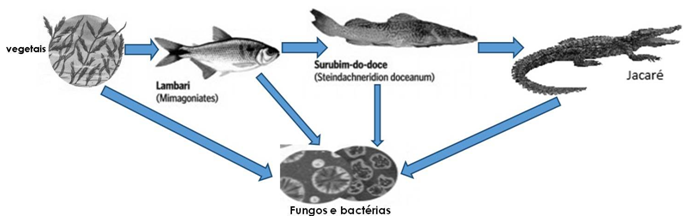 vegetais
Lambari
(Mimagoniates)
Surubim-do-doce
(Steindachneridion doceanum)
Jacaré
Fungos e bactérias